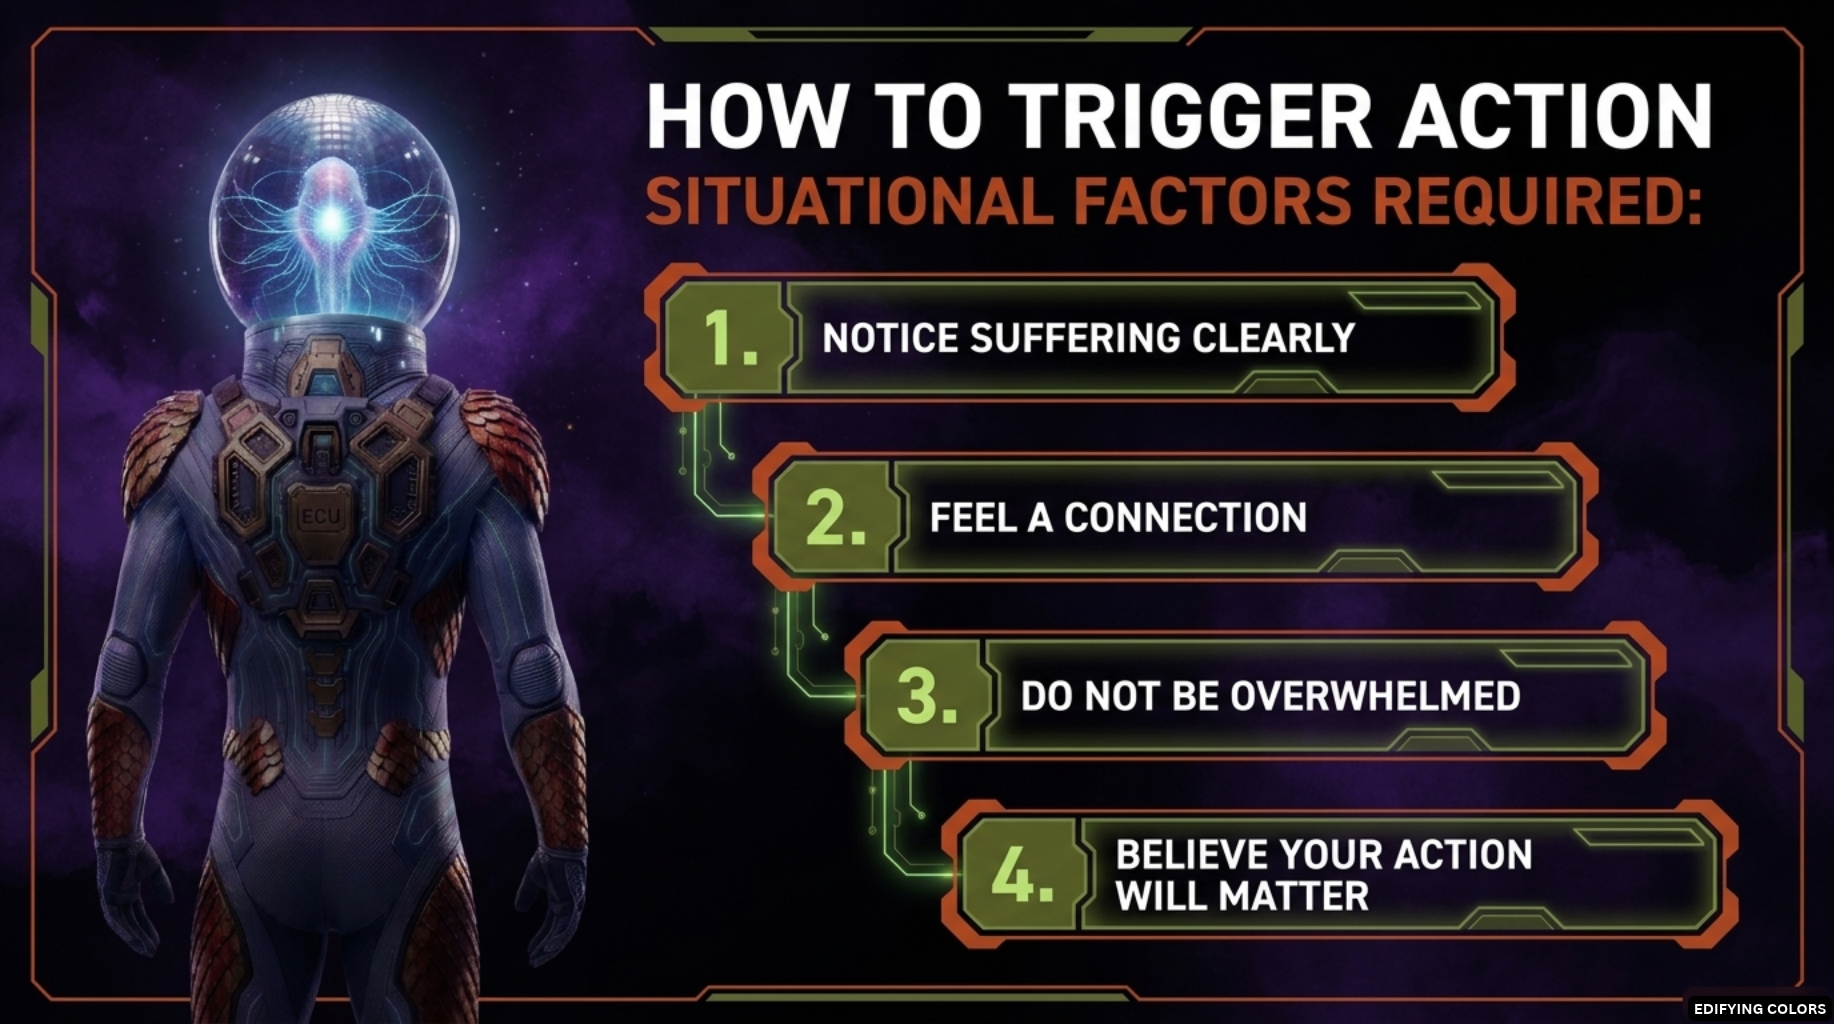 HOW TO TRIGGER ACTION
SITUATIONAL FACTORS REQUIRED:
1. NOTICE SUFFERING CLEARLY
2. FEEL A CONNECTION
3. DO NOT BE OVERWHELMED
4. BELIEVE YOUR ACTION
WILL MATTER
ECU
EDIFYING COLORS